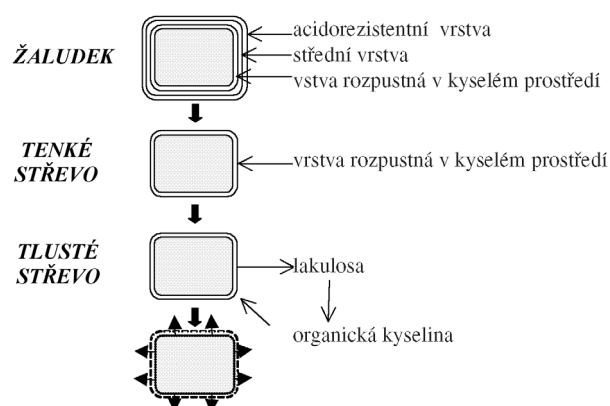 ŽALUDEK
acidorezistentní vrstva
střední vrstva
vstva rozpustná v kyselém prostředí
TENKÉ
STŘEVO
vrstva rozpustná v kyselém prostředí
TLUSTÉ
STŘEVO
lakulosa
organická kyselina